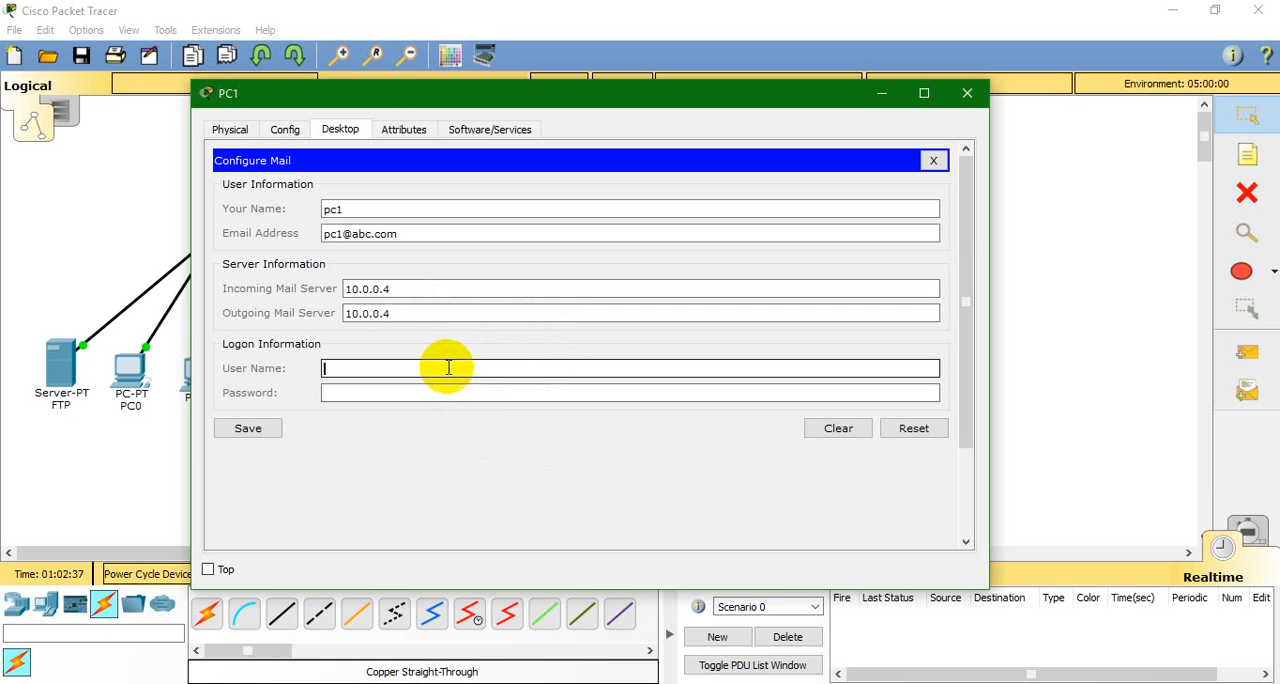 Cisco Packet Tracer
File Edit Options View Tools Extensions Help
Logical
Environment: 05:00:00
PC1
Physical Config Desktop Attributes Software/Services
Configure Mail X
User Information
Your Name: pc1
Email Address pc1@abc.com
Server Information
Incoming Mail Server 10.0.0.4
Outgoing Mail Server 10.0.0.4
Logon Information
User Name:
Password:
Save Clear Reset
Server-PT
FTP
PC-PT
PC0
Top
Time: 01:02:37 Power Cycle Device
Realtime
Scenario 0
Fire Last Status Source Destination Type Color Time(sec) Periodic Num Edit
New Delete
Toggle PDU List Window
Copper Straight-Through